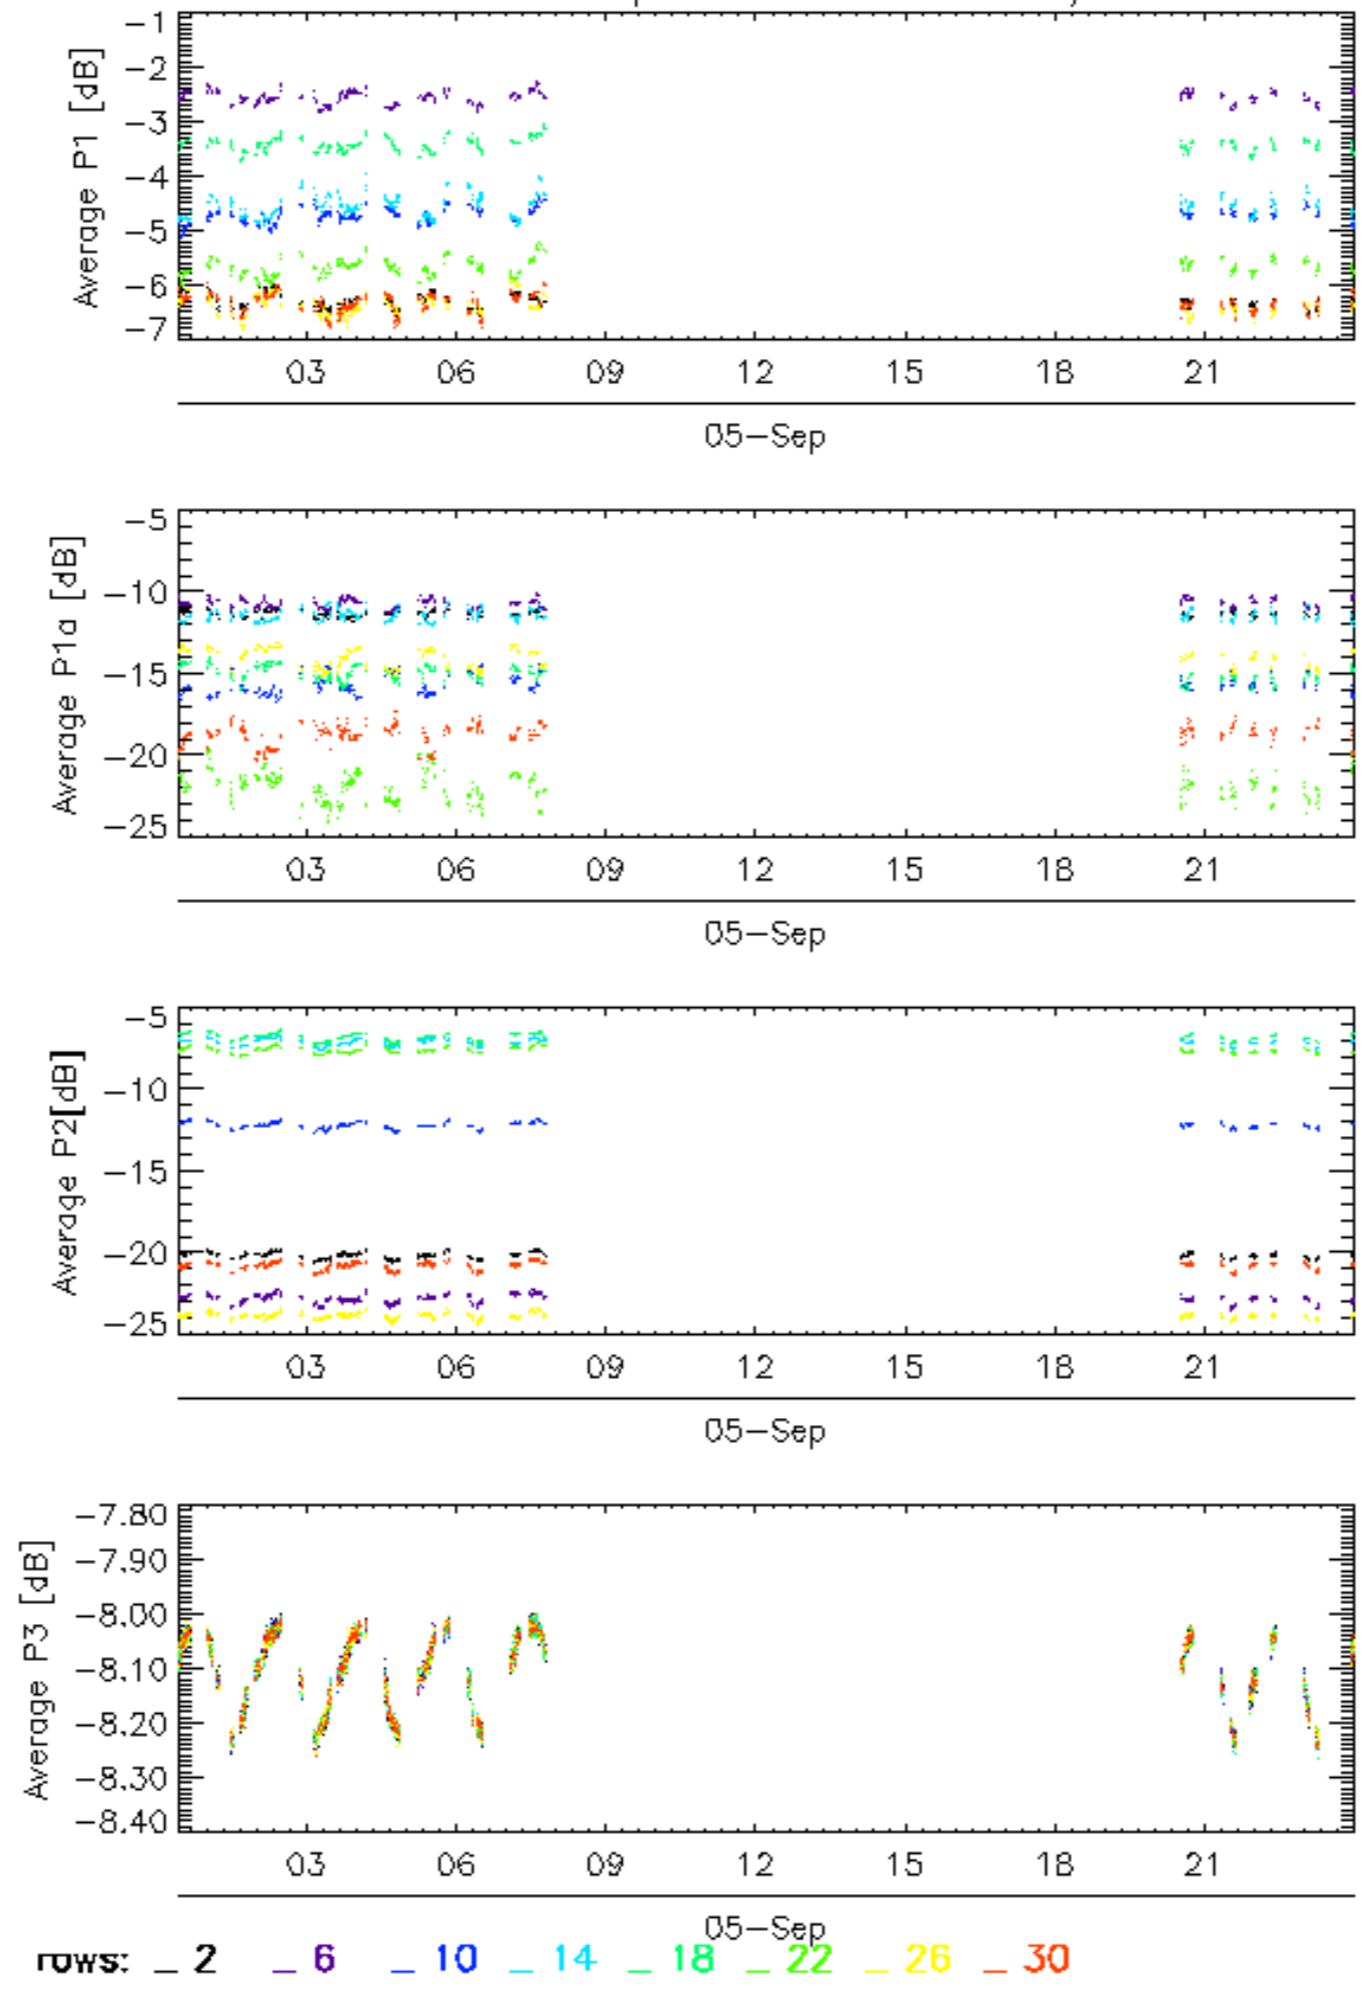 Average P1 [dB]
-1
-2
-3
-4
-5
-6
-7
03 06 09 12 15 18 21
05-Sep
Average P1a [dB]
-5
-10
-15
-20
-25
03 06 09 12 15 18 21
05-Sep
Average P2[dB]
-5
-10
-15
-20
-25
03 06 09 12 15 18 21
05-Sep
Average P3 [dB]
-7.80
-7.90
-8.00
-8.10
-8.20
-8.30
-8.40
03 06 09 12 15 18 21
05-Sep
rows: _ 2 _ 6 _ 10 _ 14 _ 18 _ 22 _ 26 _ 30